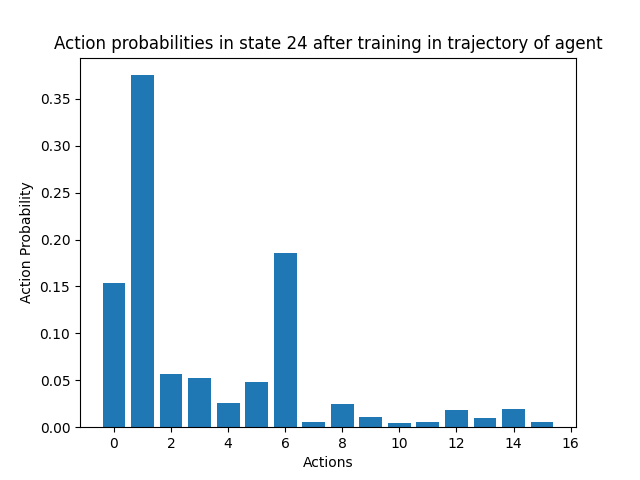 Action probabilities in state 24 after training in trajectory of agent
0.35
0.30
0.25
0.20
0.15
0.10
0.05
0.00
Action Probability
0 2 4 6 8 10 12 14 16
Actions